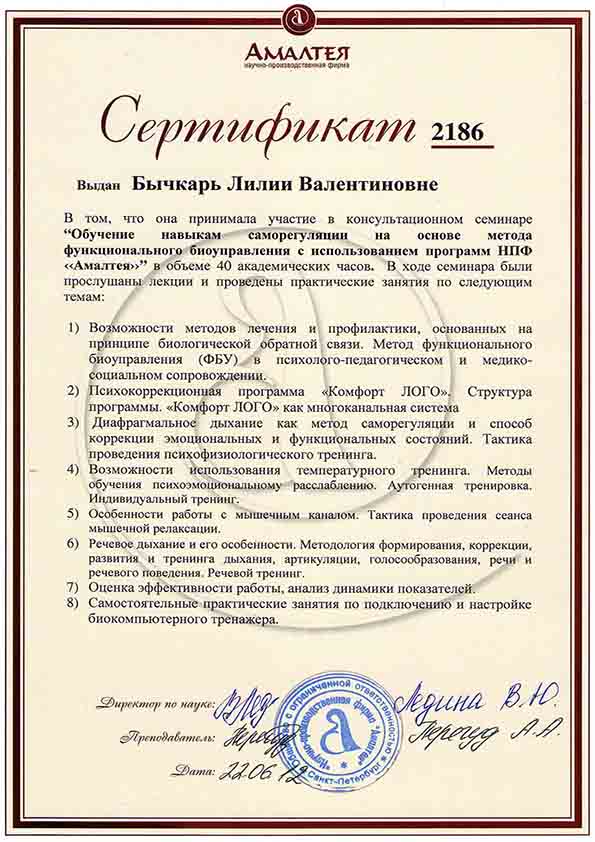 Амалтея
научно-производственная фирма
Сертификат 2186
Выдан Бычкарь Лилии Валентиновне
В том, что она принимала участие в консультационном семинаре
“Обучение навыкам саморегуляции на основе метода
функционального биоуправления с использованием программ НПФ
‹‹Амалтея››” в объеме 40 академических часов. В ходе семинара были
прослушаны лекции и проведены практические занятия по следующим
темам:
1) Возможности методов лечения и профилактики, основанных на
принципе биологической обратной связи. Метод функционального
биоуправления (ФБУ) в психолого-педагогическом и медико-
социальном сопровождении.
2) Психокоррекционная программа «Комфорт ЛОГО». Структура
программы. «Комфорт ЛОГО» как многоканальная система
3) Диафрагмальное дыхание как метод саморегуляции и способ
коррекции эмоциональных и функциональных состояний. Тактика
проведения психофизиологического тренинга.
4) Возможности использования температурного тренинга. Методы
обучения психоэмоциональному расслаблению. Аутогенная тренировка.
Индивидуальный тренинг.
5) Особенности работы с мышечным каналом. Тактика проведения сеанса
мышечной релаксации.
6) Речевое дыхание и его особенности. Методология формирования, коррекции,
развития и тренинга дыхания, артикуляции, голосообразования, речи и
речевого поведения. Речевой тренинг.
7) Оценка эффективности работы, анализ динамики показателей.
8) Самостоятельные практические занятия по подключению и настройке
биокомпьютерного тренажера.
Директор по науке: Ледина В.Ю.
Преподаватель: Перегуд А.А.
Дата: 22.06.12
Общество с ограниченной ответственностью
Научно-производственная фирма "Амалтея"
Санкт-Петербург